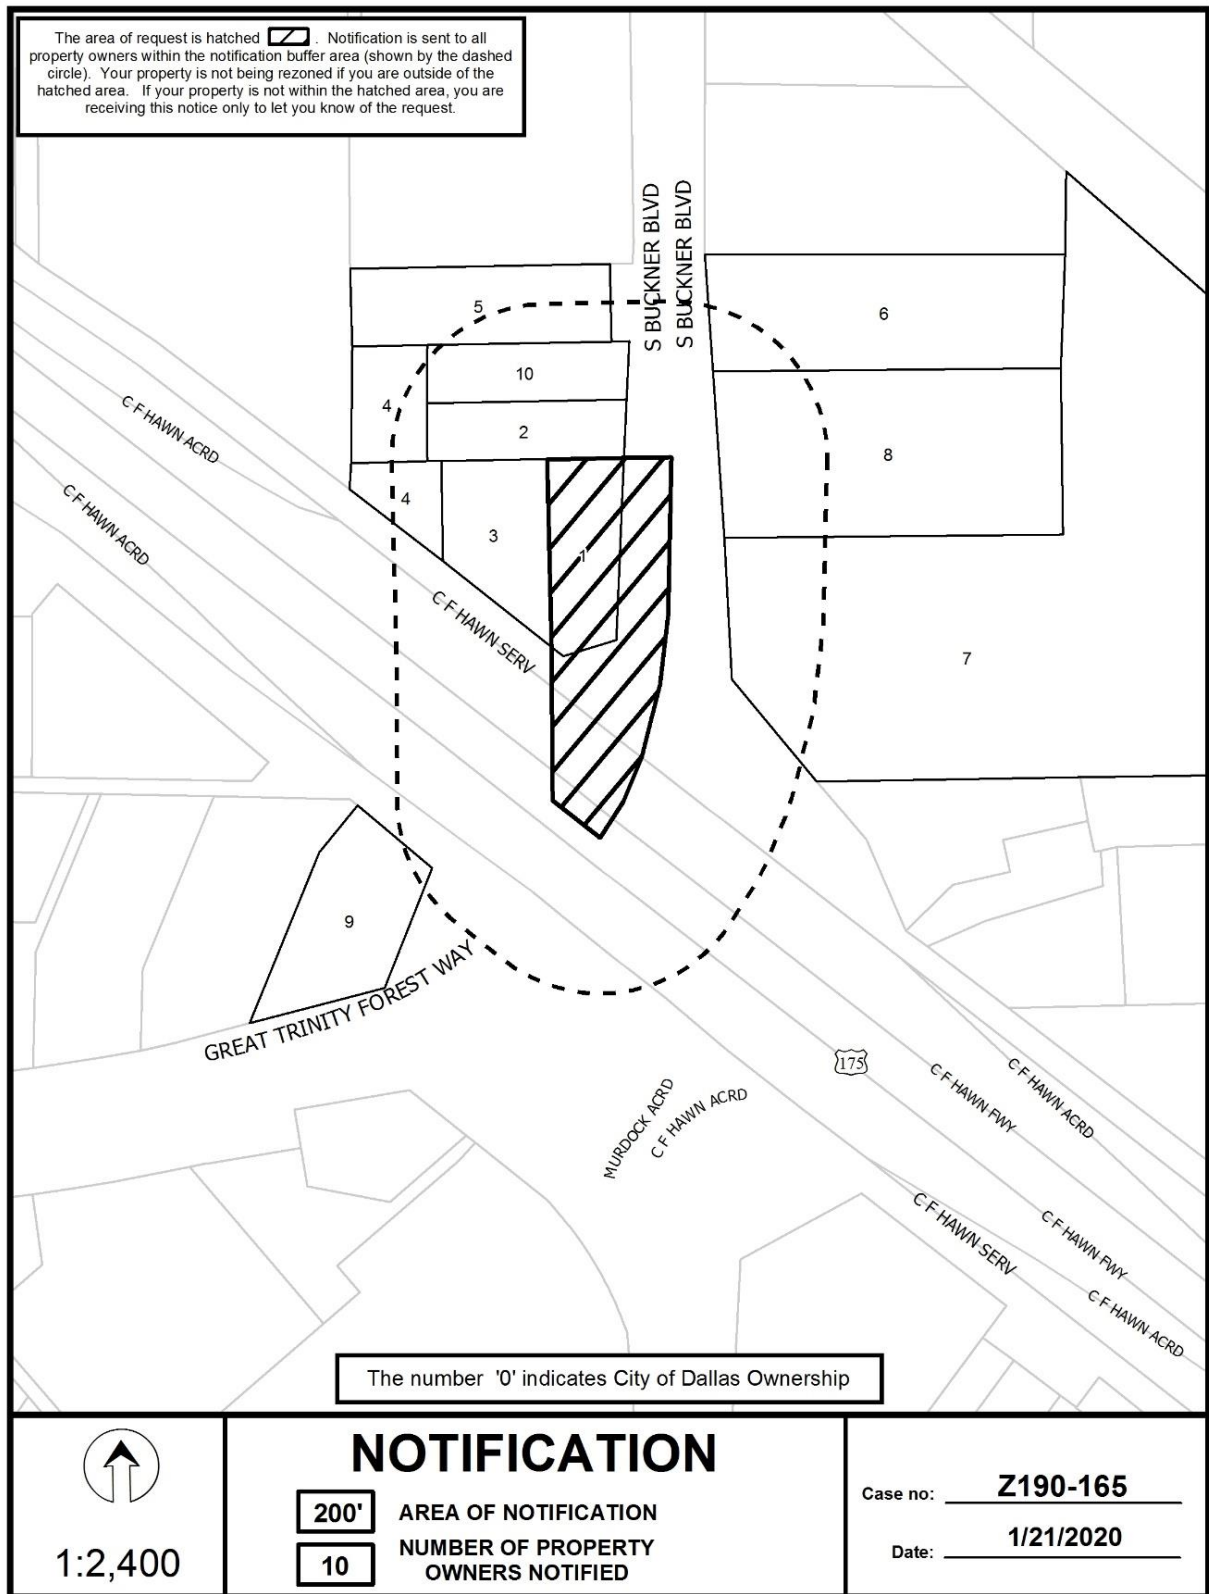 The area of request is hatched . Notification is sent to all
property owners within the notification buffer area (shown by the dashed
circle). Your property is not being rezoned if you are outside of the
hatched area. If your property is not within the hatched area, you are
receiving this notice only to let you know of the request.
S BUCKNER BLVD
S BUCKNER BLVD
5
6
10
4
2
8
C F HAWN ACRD
C F HAWN ACRD
4
3
1
C F HAWN SERV
7
9
GREAT TRINITY FOREST WAY
175
MURDOCK ACRD
C F HAWN ACRD
C F HAWN FWY
C F HAWN ACRD
C F HAWN SERV
C F HAWN FWY
C F HAWN ACRD
The number '0' indicates City of Dallas Ownership
1:2,400
NOTIFICATION
200' AREA OF NOTIFICATION
10 NUMBER OF PROPERTY
OWNERS NOTIFIED
Case no: Z190-165
Date: 1/21/2020